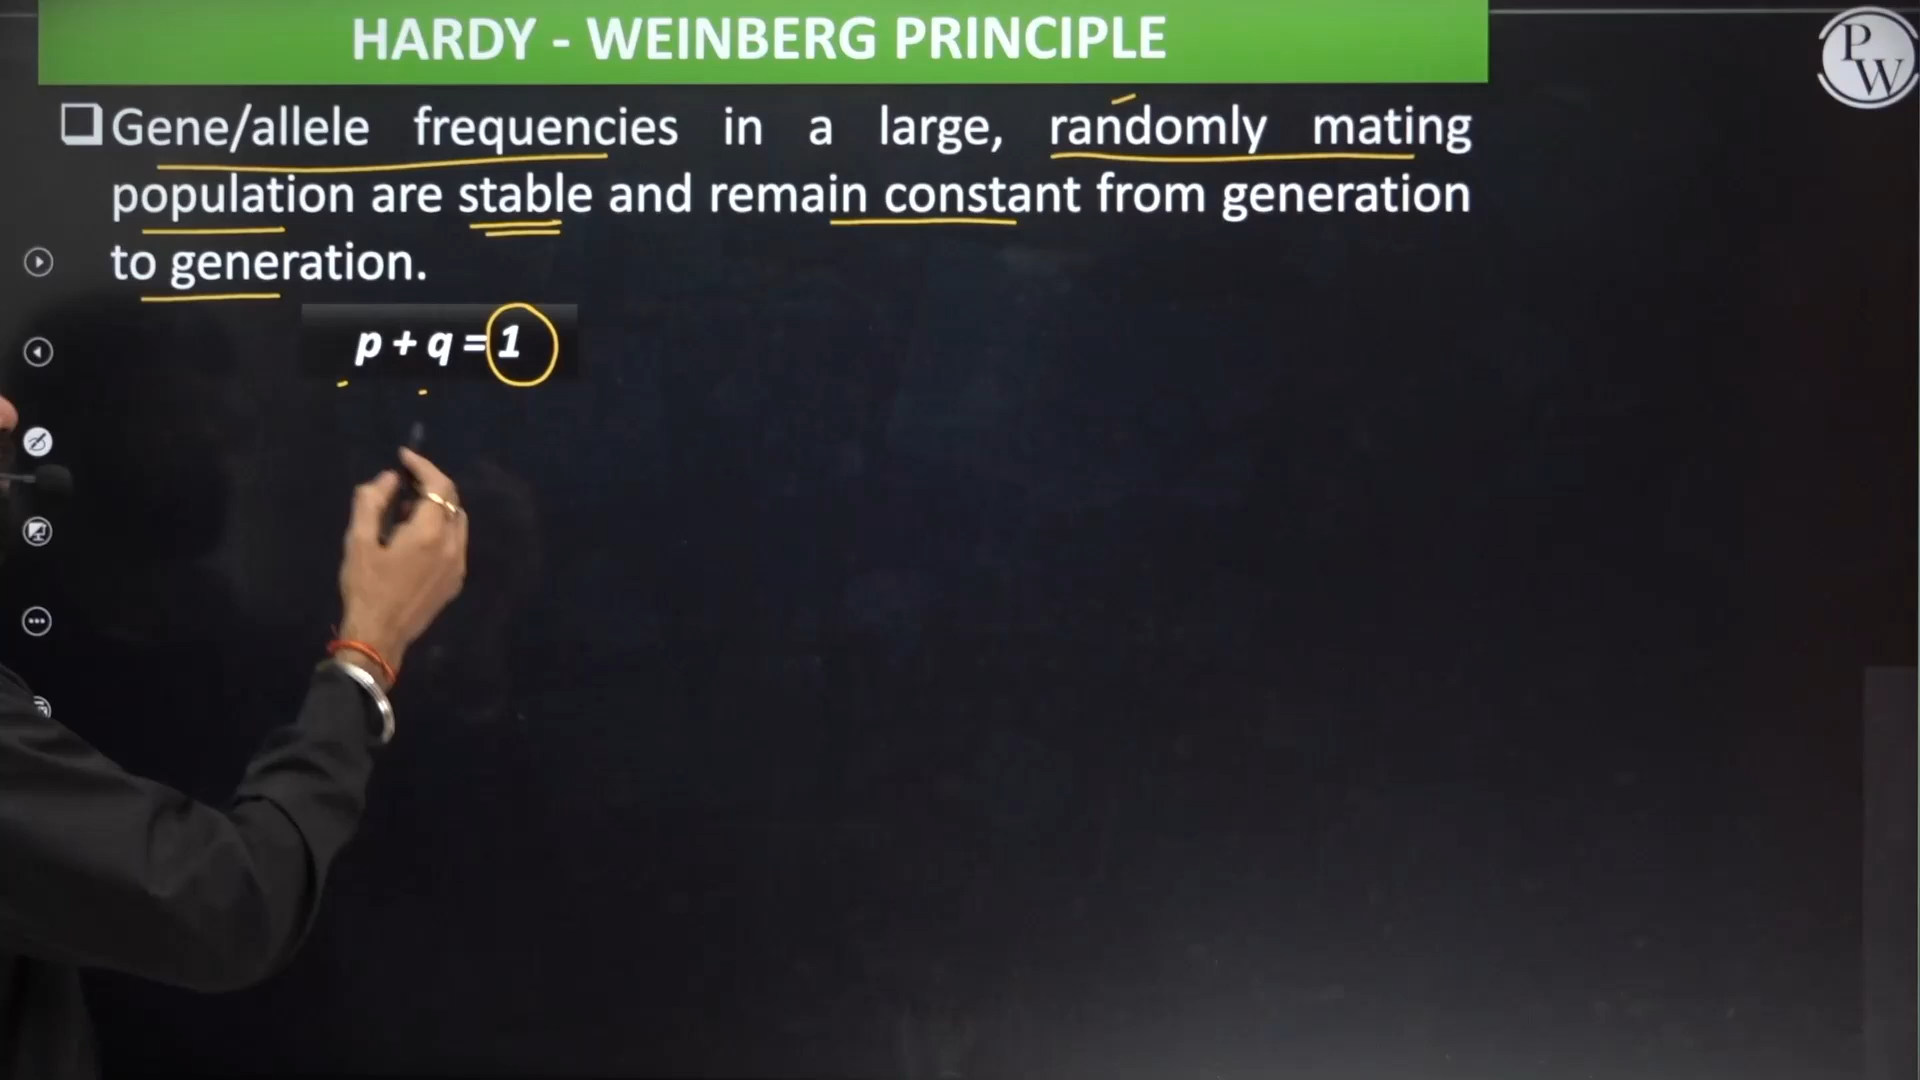 HARDY - WEINBERG PRINCIPLE
PW
Gene/allele frequencies in a large, randomly mating
population are stable and remain constant from generation
to generation.
p + q = 1